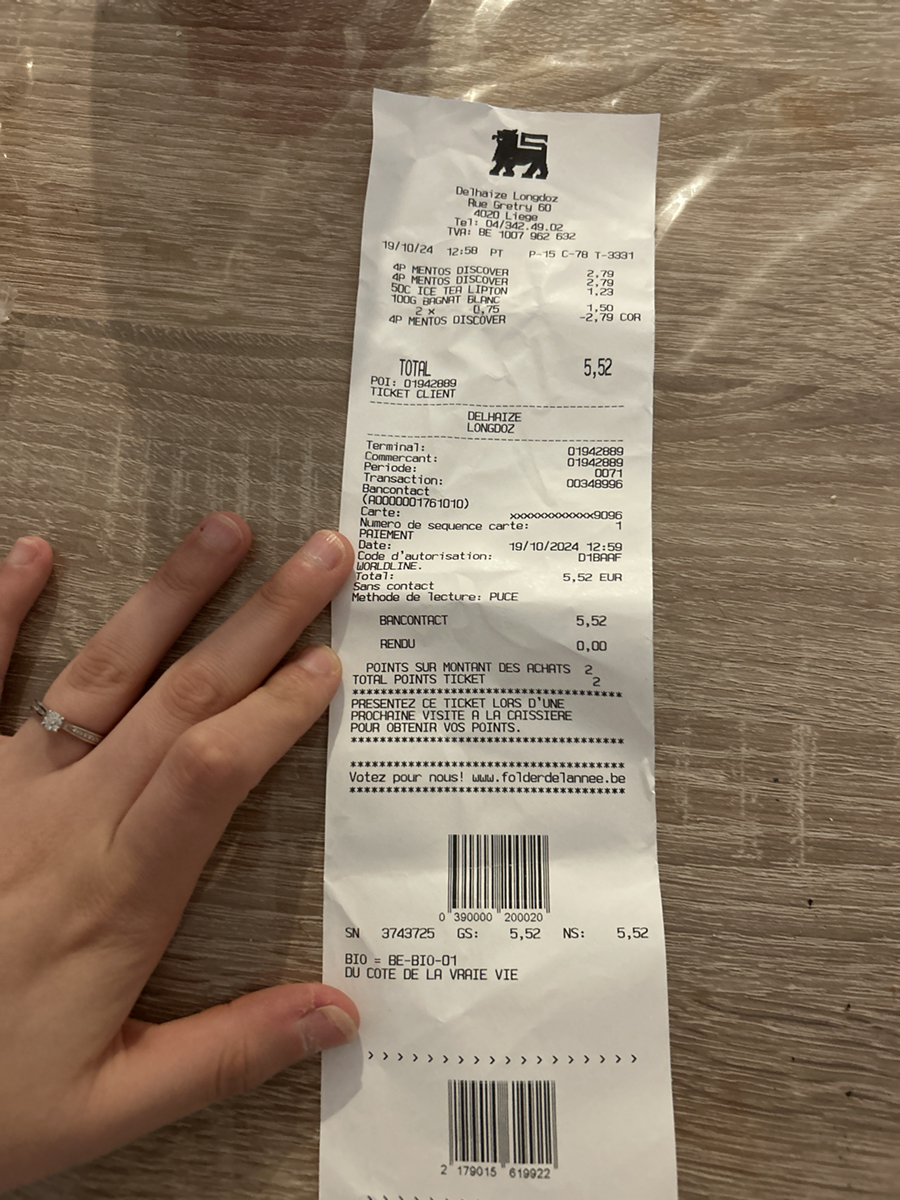 Delhaize Longdoz
Rue Gretry 60
4020 Liege
Tel: 04/342.49.02
TVA: BE 1007 962 632
19/10/24 12:58 PT P-15 C-78 T-3331
4P MENTOS DISCOVER 2,79
4P MENTOS DISCOVER 2,79
50C ICE TEA LIPTON 1,23
100G BAGNAT BLANC
2 x 0,75 1,50
4P MENTOS DISCOVER -2,79 COR
TOTAL 5,52
POI: 01942889
TICKET CLIENT
DELHAIZE
LONGDOZ
Terminal: 01942889
Commercant: 01942889
Periode: 0071
Transaction: 00348996
Bancontact
(A0000001761010)
Carte: xxxxxxxxxxxx9096
Numero de sequence carte: 1
PAIEMENT
Date: 19/10/2024 12:59
Code d'autorisation: D1BAAF
WORLDLINE.
Total: 5,52 EUR
Sans contact
Methode de lecture: PUCE
BANCONTACT 5,52
RENDU 0,00
POINTS SUR MONTANT DES ACHATS 2
TOTAL POINTS TICKET 2
****************************************
PRESENTEZ CE TICKET LORS D'UNE
PROCHAINE VISITE A LA CAISSIERE
POUR OBTENIR VOS POINTS.
****************************************
****************************************
Votez pour nous! www.folderdelannee.be
****************************************
0 390000 200020
SN 3743725 GS: 5,52 NS: 5,52
BIO = BE-BIO-01
DU COTE DE LA VRAIE VIE
> > > > > > > > > > > > > > > > > > >
2 179015 619922